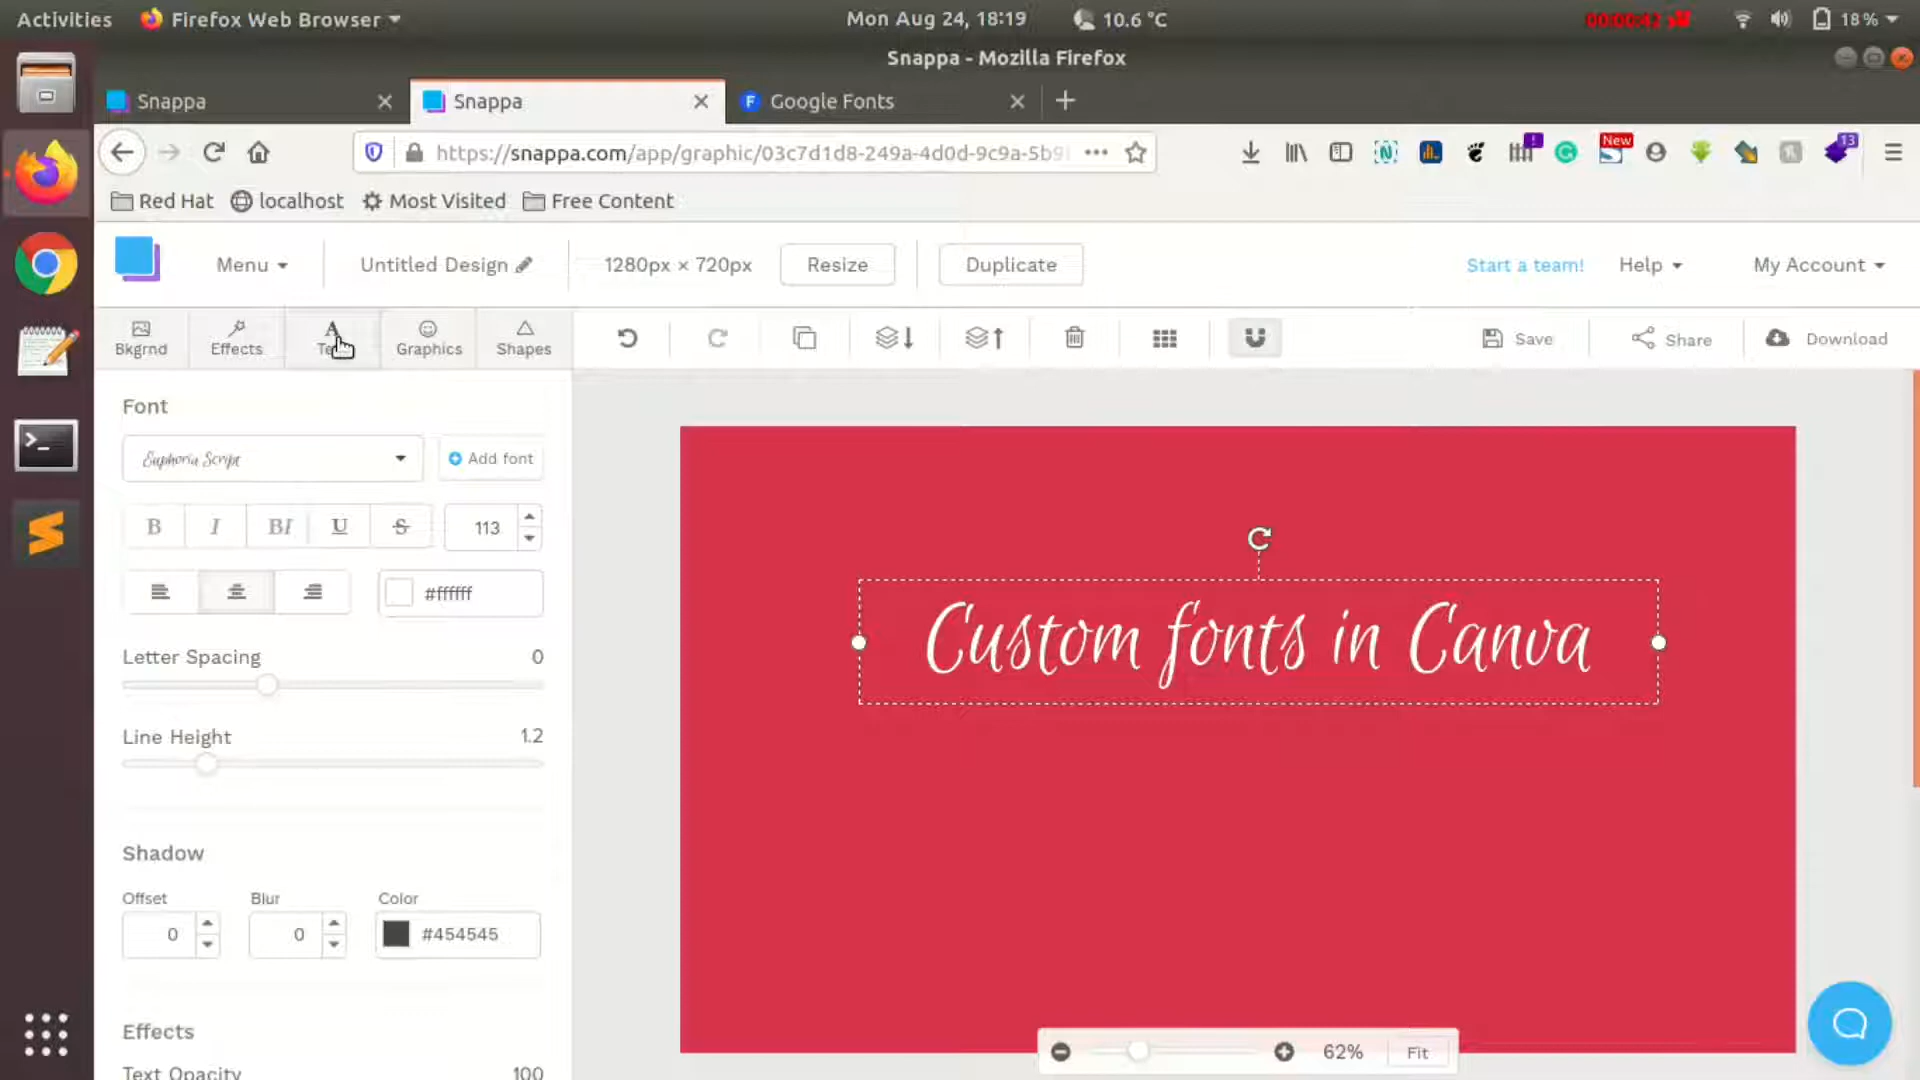 Activities Firefox Web Browser Mon Aug 24, 18:19 10.6 °C 18%
Snappa - Mozilla Firefox
Snappa Snappa Google Fonts
https://snappa.com/app/graphic/03c7d1d8-249a-4d0d-9c9a-5b9 New 13
Red Hat localhost Most Visited Free Content
Menu Untitled Design 1280px × 720px Resize Duplicate Start a team! Help My Account
Bkgrnd Effects Graphics Shapes Save Share Download
Font
Euphoria Script Add font
B I BI U S 113
#ffffff
Letter Spacing 0
Line Height 1.2
Shadow
Offset Blur Color
0 0 #454545
Effects
Text Opacity 100
Custom fonts in Canva
62% Fit